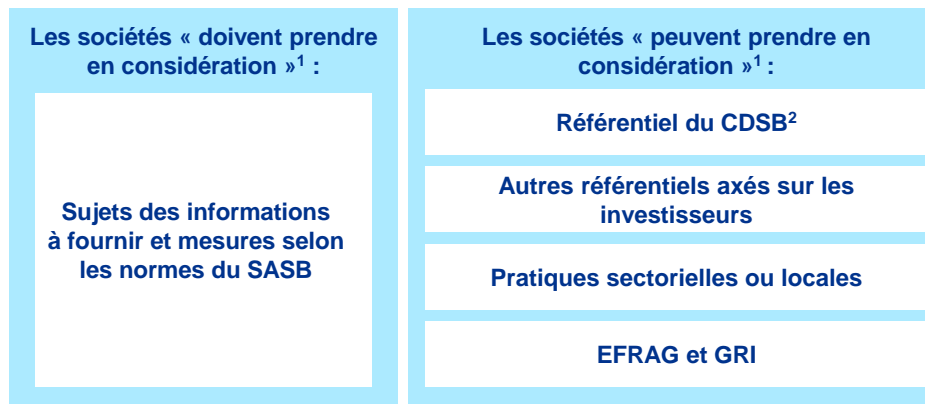 Les sociétés « doivent prendre
en considération »¹ :
Sujets des informations
à fournir et mesures selon
les normes du SASB
Les sociétés « peuvent prendre en
considération »¹ :
Référentiel du CDSB²
Autres référentiels axés sur les
investisseurs
Pratiques sectorielles ou locales
EFRAG et GRI